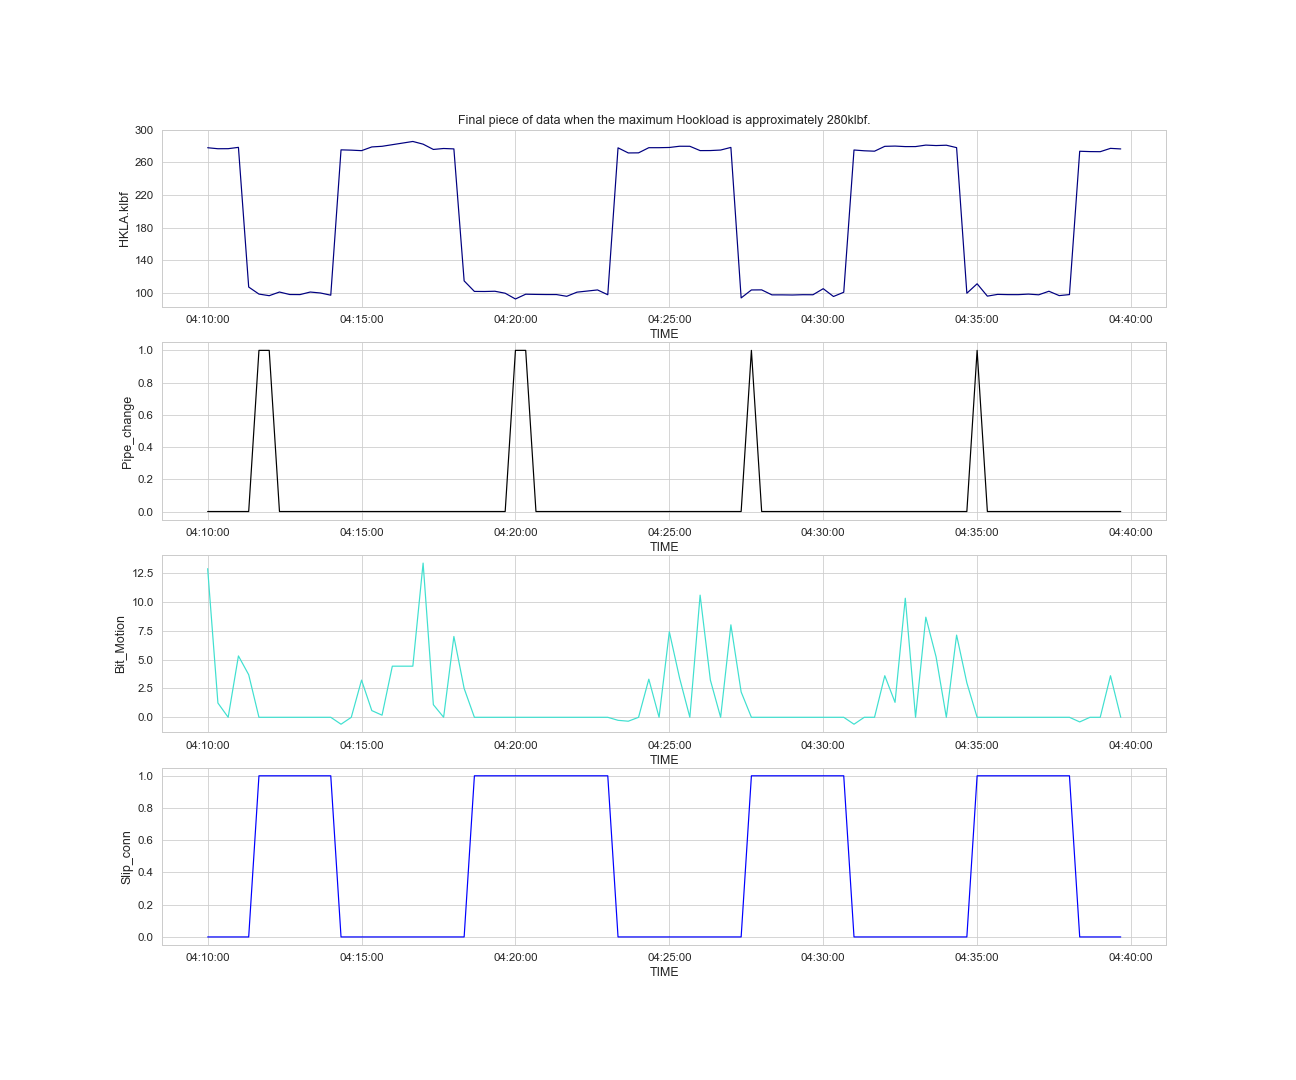 Final piece of data when the maximum Hookload is approximately 280klbf.
300
260
220
180
140
100
HKLA.klbf
04:10:00 04:15:00 04:20:00 04:25:00 04:30:00 04:35:00 04:40:00
TIME
1.0
0.8
0.6
0.4
0.2
0.0
Pipe_change
04:10:00 04:15:00 04:20:00 04:25:00 04:30:00 04:35:00 04:40:00
TIME
12.5
10.0
7.5
5.0
2.5
0.0
Bit_Motion
04:10:00 04:15:00 04:20:00 04:25:00 04:30:00 04:35:00 04:40:00
TIME
1.0
0.8
0.6
0.4
0.2
0.0
Slip_conn
04:10:00 04:15:00 04:20:00 04:25:00 04:30:00 04:35:00 04:40:00
TIME